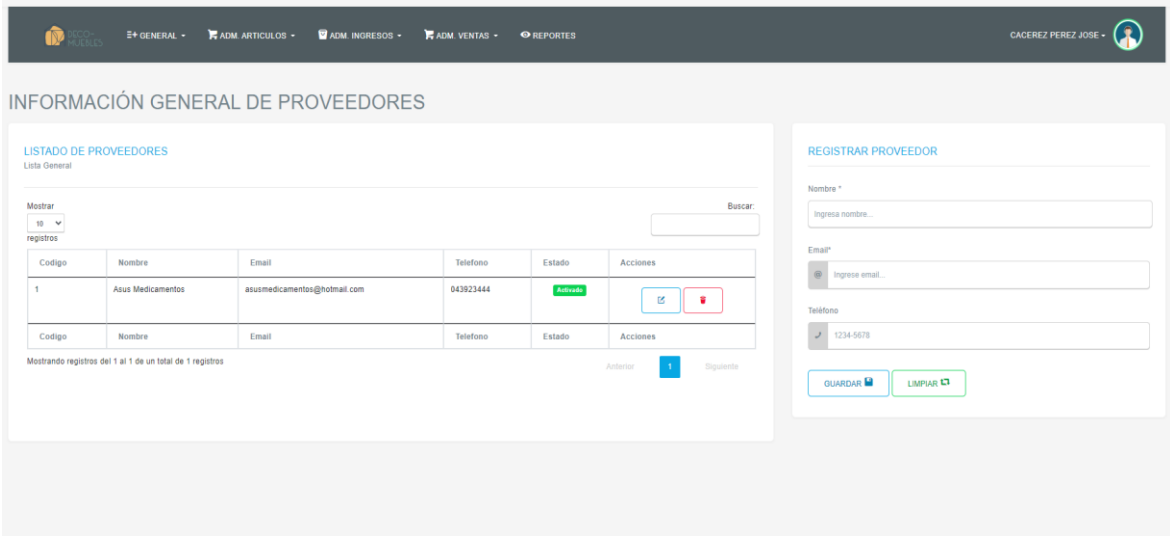 DECO-
MUEBLES
GENERAL
ADM. ARTICULOS
ADM. INGRESOS
ADM. VENTAS
REPORTES
CACEREZ PEREZ JOSE
INFORMACIÓN GENERAL DE PROVEEDORES
LISTADO DE PROVEEDORES
Lista General
Mostrar
10
registros
Buscar:
Codigo Nombre Email Telefono Estado Acciones
1 Asus Medicamentos asusmedicamentos@hotmail.com 043923444 Activado
Codigo Nombre Email Telefono Estado Acciones
Mostrando registros del 1 al 1 de un total de 1 registros
Anterior 1 Siguiente
REGISTRAR PROVEEDOR
Nombre *
Ingresa nombre...
Email*
@ Ingrese email...
Teléfono
1234-5678
GUARDAR
LIMPIAR